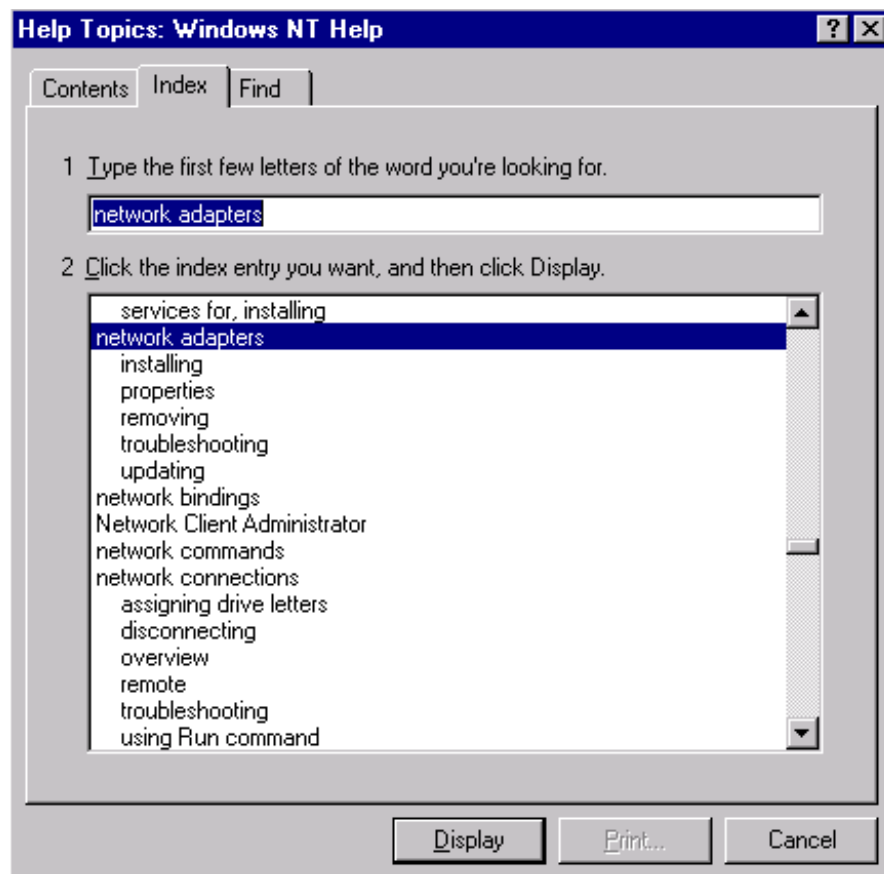 Help Topics: Windows NT Help
Contents Index Find
1 Type the first few letters of the word you're looking for.
network adapters
2 Click the index entry you want, and then click Display.
services for, installing
network adapters
installing
properties
removing
troubleshooting
updating
network bindings
Network Client Administrator
network commands
network connections
assigning drive letters
disconnecting
overview
remote
troubleshooting
using Run command
Display Print... Cancel